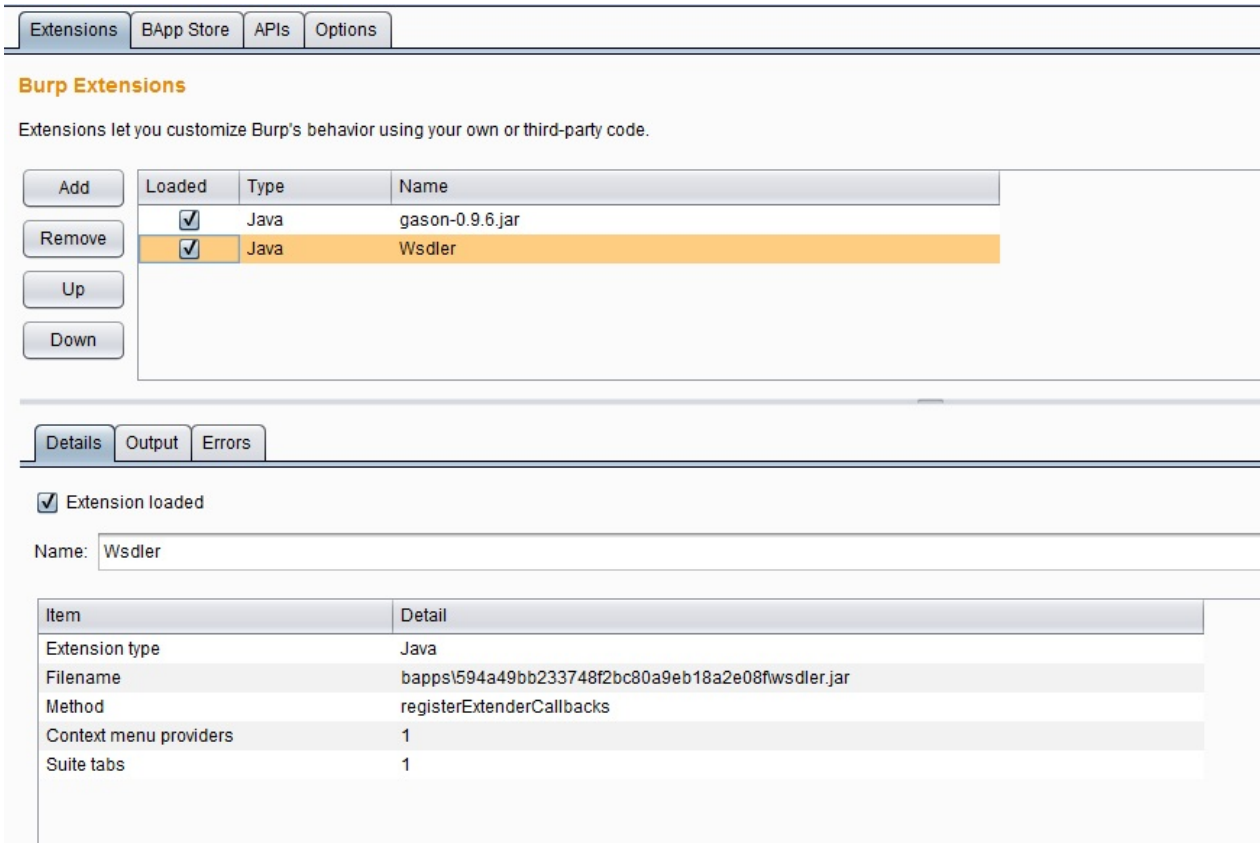 Extensions BApp Store APIs Options
Burp Extensions
Extensions let you customize Burp's behavior using your own or third-party code.
Add
Remove
Up
Down
Loaded Type Name
Java gason-0.9.6.jar
Java Wsdler
Details Output Errors
Extension loaded
Name: Wsdler
Item Detail
Extension type Java
Filename bapps\594a49bb233748f2bc80a9eb18a2e08f\wsdler.jar
Method registerExtenderCallbacks
Context menu providers 1
Suite tabs 1